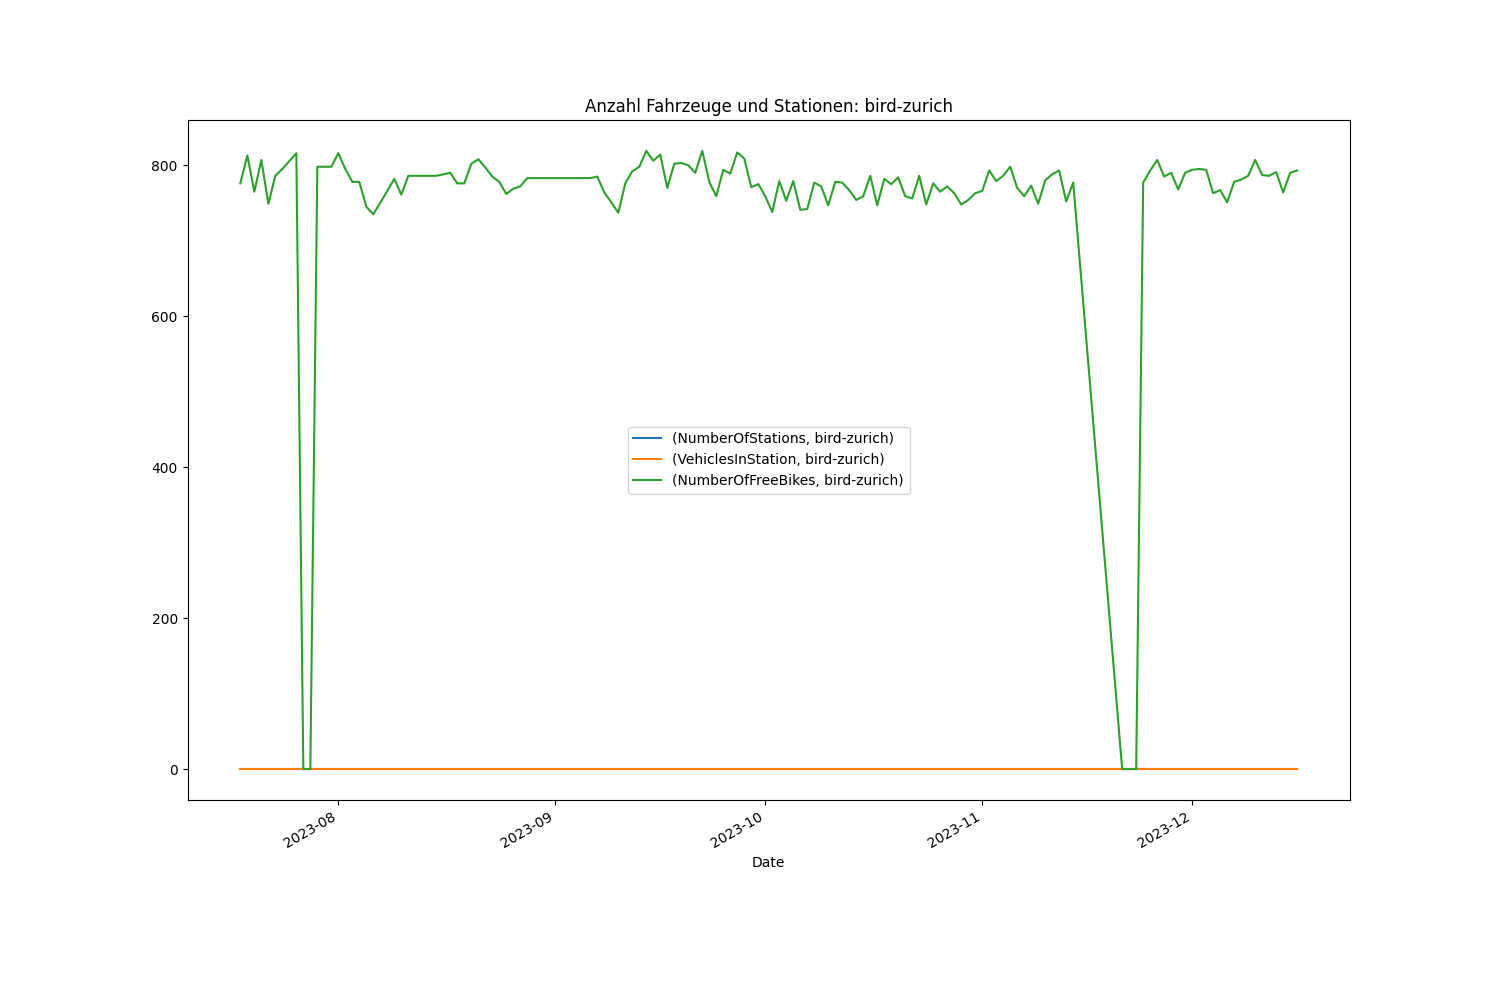 Anzahl Fahrzeuge und Stationen: bird-zurich
800
600
400
200
0
(NumberOfStations, bird-zurich)
(VehiclesInStation, bird-zurich)
(NumberOfFreeBikes, bird-zurich)
2023-08
2023-09
2023-10
2023-11
2023-12
Date